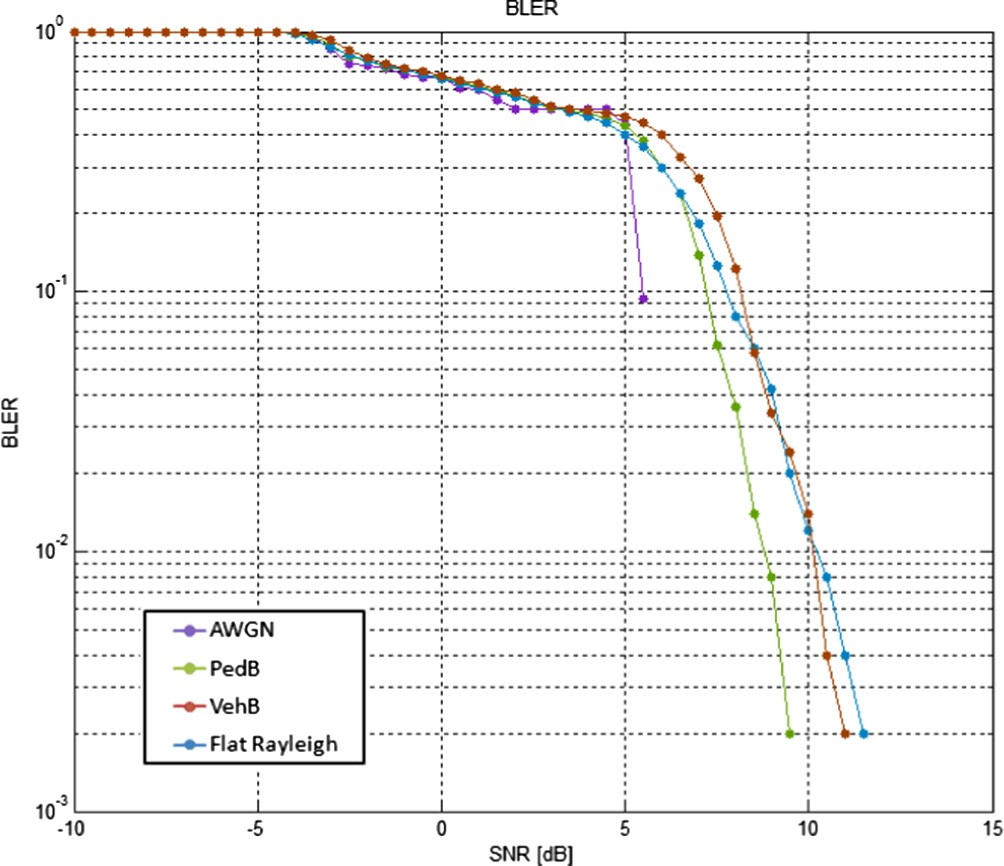 BLER
10^0
10^-1
10^-2
10^-3
BLER
AWGN
PedB
VehB
Flat Rayleigh
-10 -5 0 5 10 15
SNR [dB]